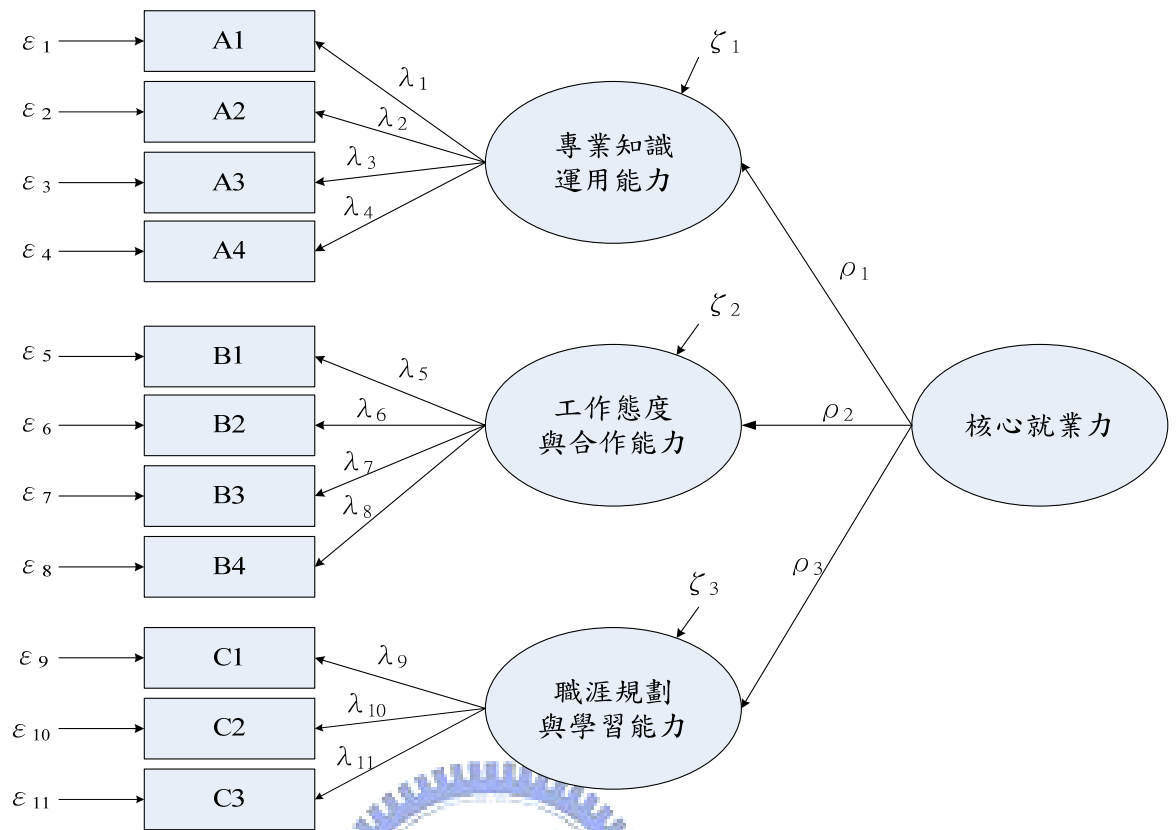 ε1 A1
ε2 A2
ε3 A3
ε4 A4
λ1
λ2
λ3
λ4
ζ1
專業知識
運用能力
ρ1
ε5 B1
ε6 B2
ε7 B3
ε8 B4
λ5
λ6
λ7
λ8
ζ2
工作態度
與合作能力
ρ2
核心就業力
ε9 C1
ε10 C2
ε11 C3
λ9
λ10
λ11
ζ3
職涯規劃
與學習能力
ρ3